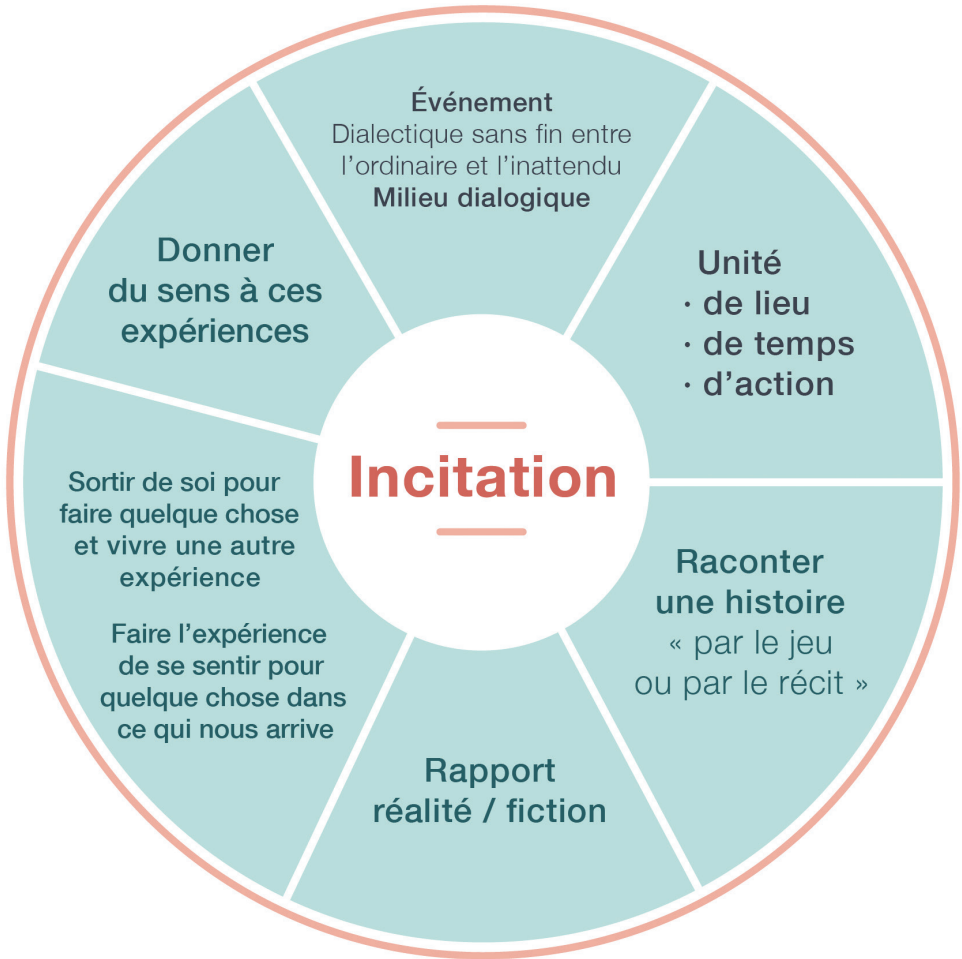 Événement
Dialectique sans fin entre
l’ordinaire et l’inattendu
Milieu dialogique
Unité
· de lieu
· de temps
· d’action
Raconter
une histoire
« par le jeu
ou par le récit »
Rapport
réalité / fiction
Sortir de soi pour
faire quelque chose
et vivre une autre
expérience
Faire l’expérience
de se sentir pour
quelque chose dans
ce qui nous arrive
Donner
du sens à ces
expériences
Incitation